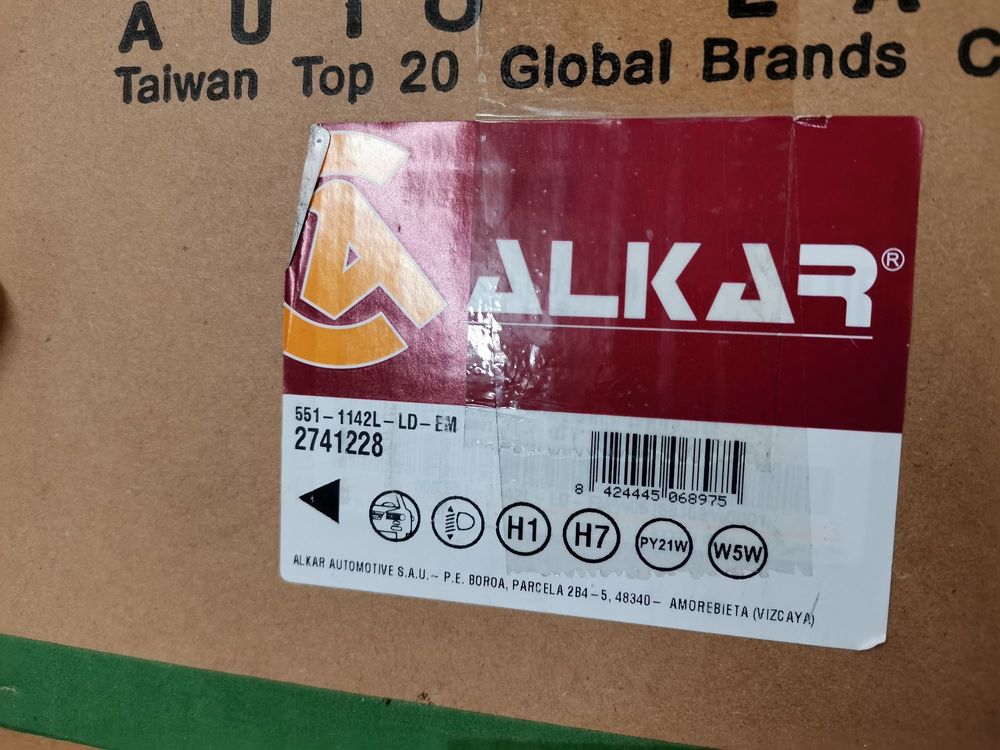 Taiwan Top 20 Global Brands
ALKAR®
551-1142L-LD-EM
2741228
8 424445 068975
H1 H7 PY21W W5W
ALKAR AUTOMOTIVE S.A.U. - P.E. BOROA, PARCELA 2B4-5, 48340- AMOREBIETA (VIZCAYA)